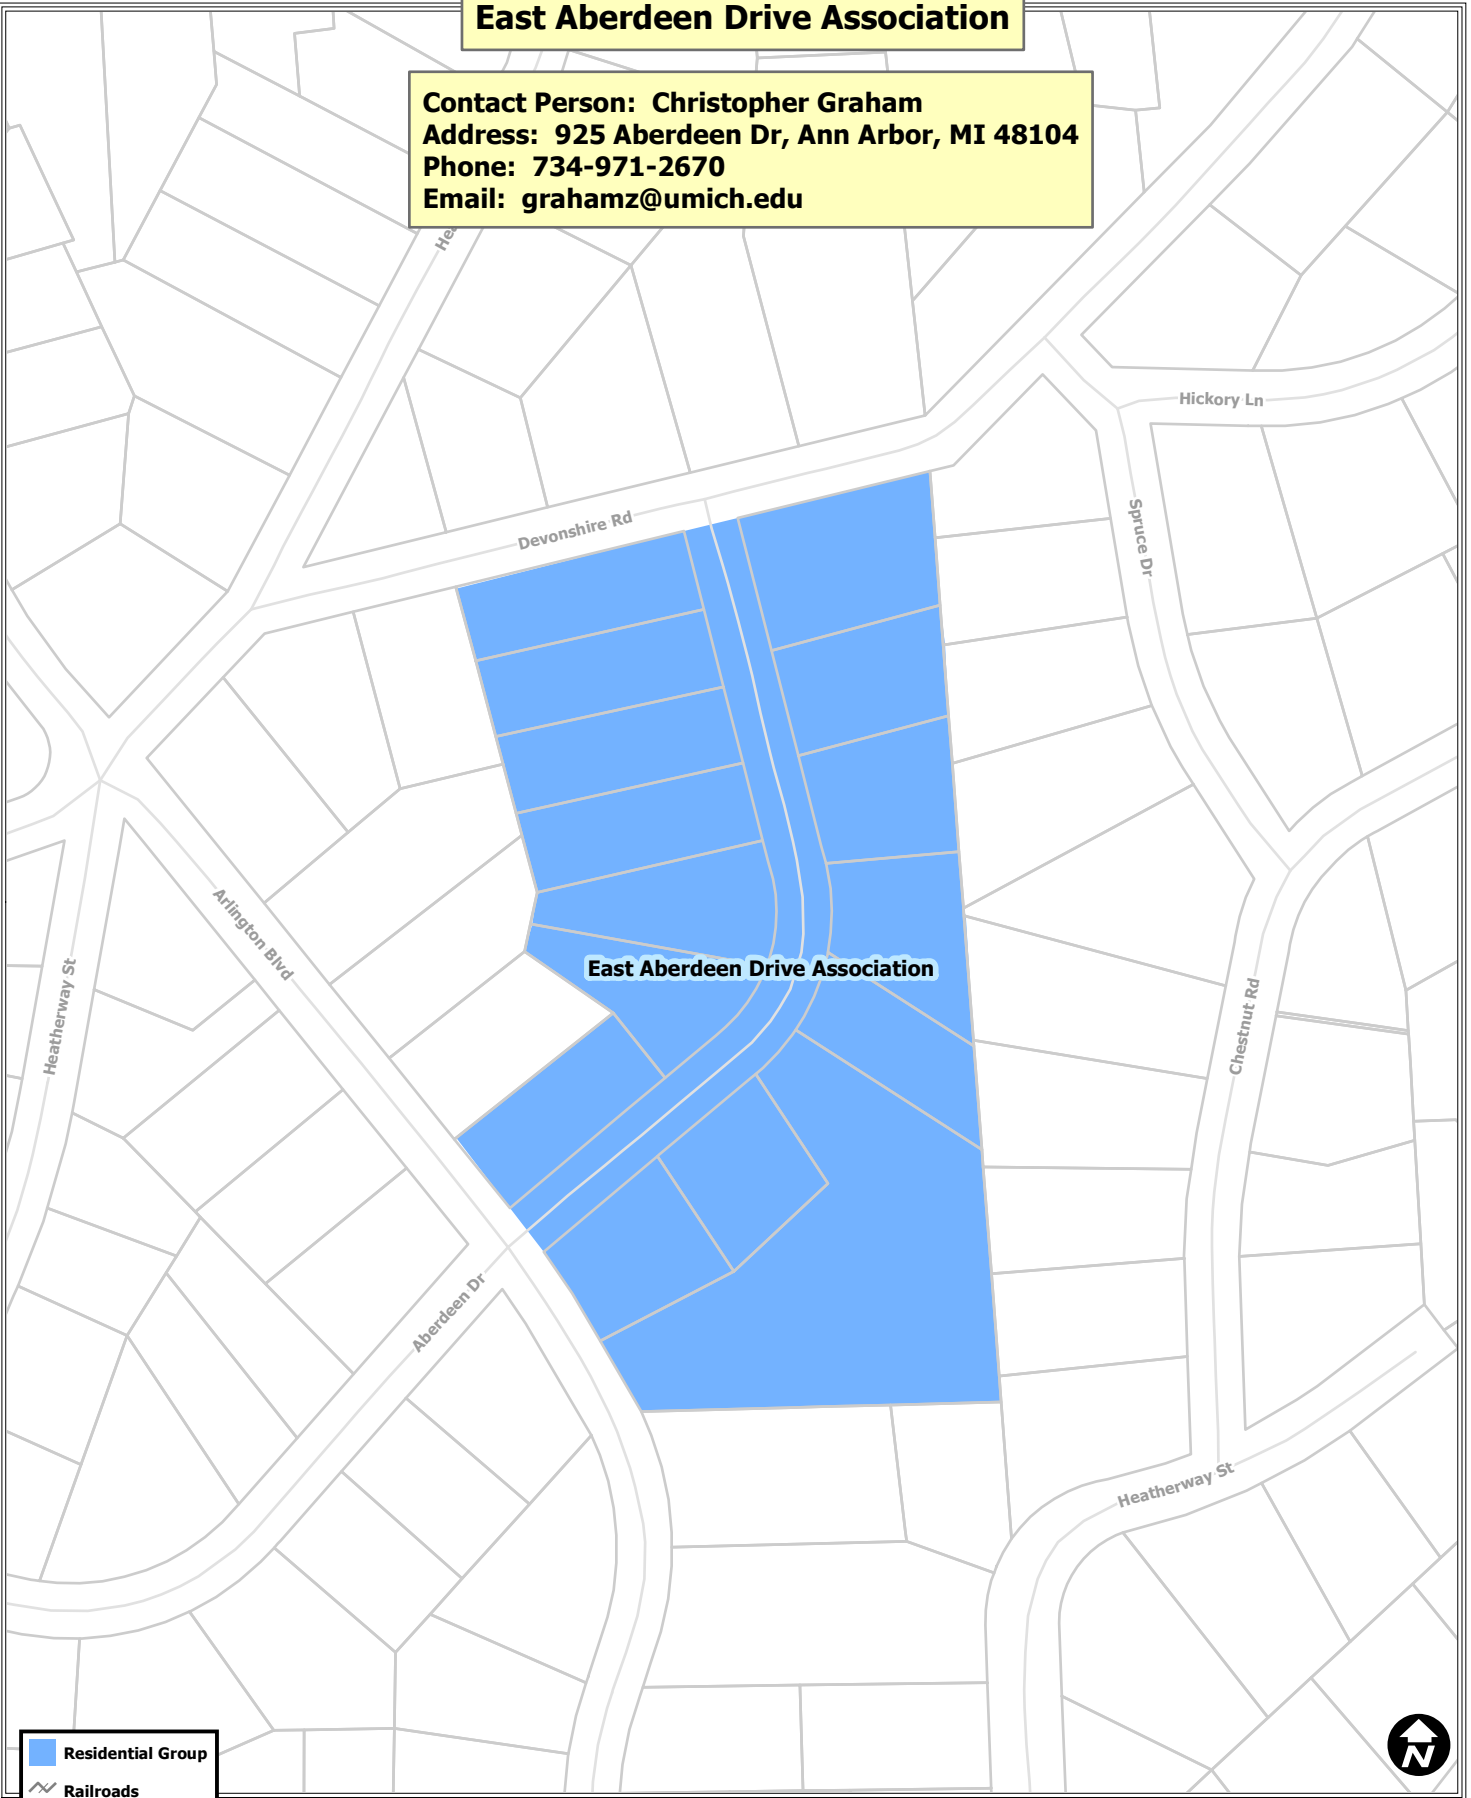 East Aberdeen Drive Association
Contact Person: Christopher Graham
Address: 925 Aberdeen Dr, Ann Arbor, MI 48104
Phone: 734-971-2670
Email: grahamz@umich.edu
Hea
Hickory Ln
Devonshire Rd
Spruce Dr
Arlington Blvd
East Aberdeen Drive Association
Heatherway St
Chestnut Rd
Aberdeen Dr
Heatherway St
Residential Group
Railroads
N